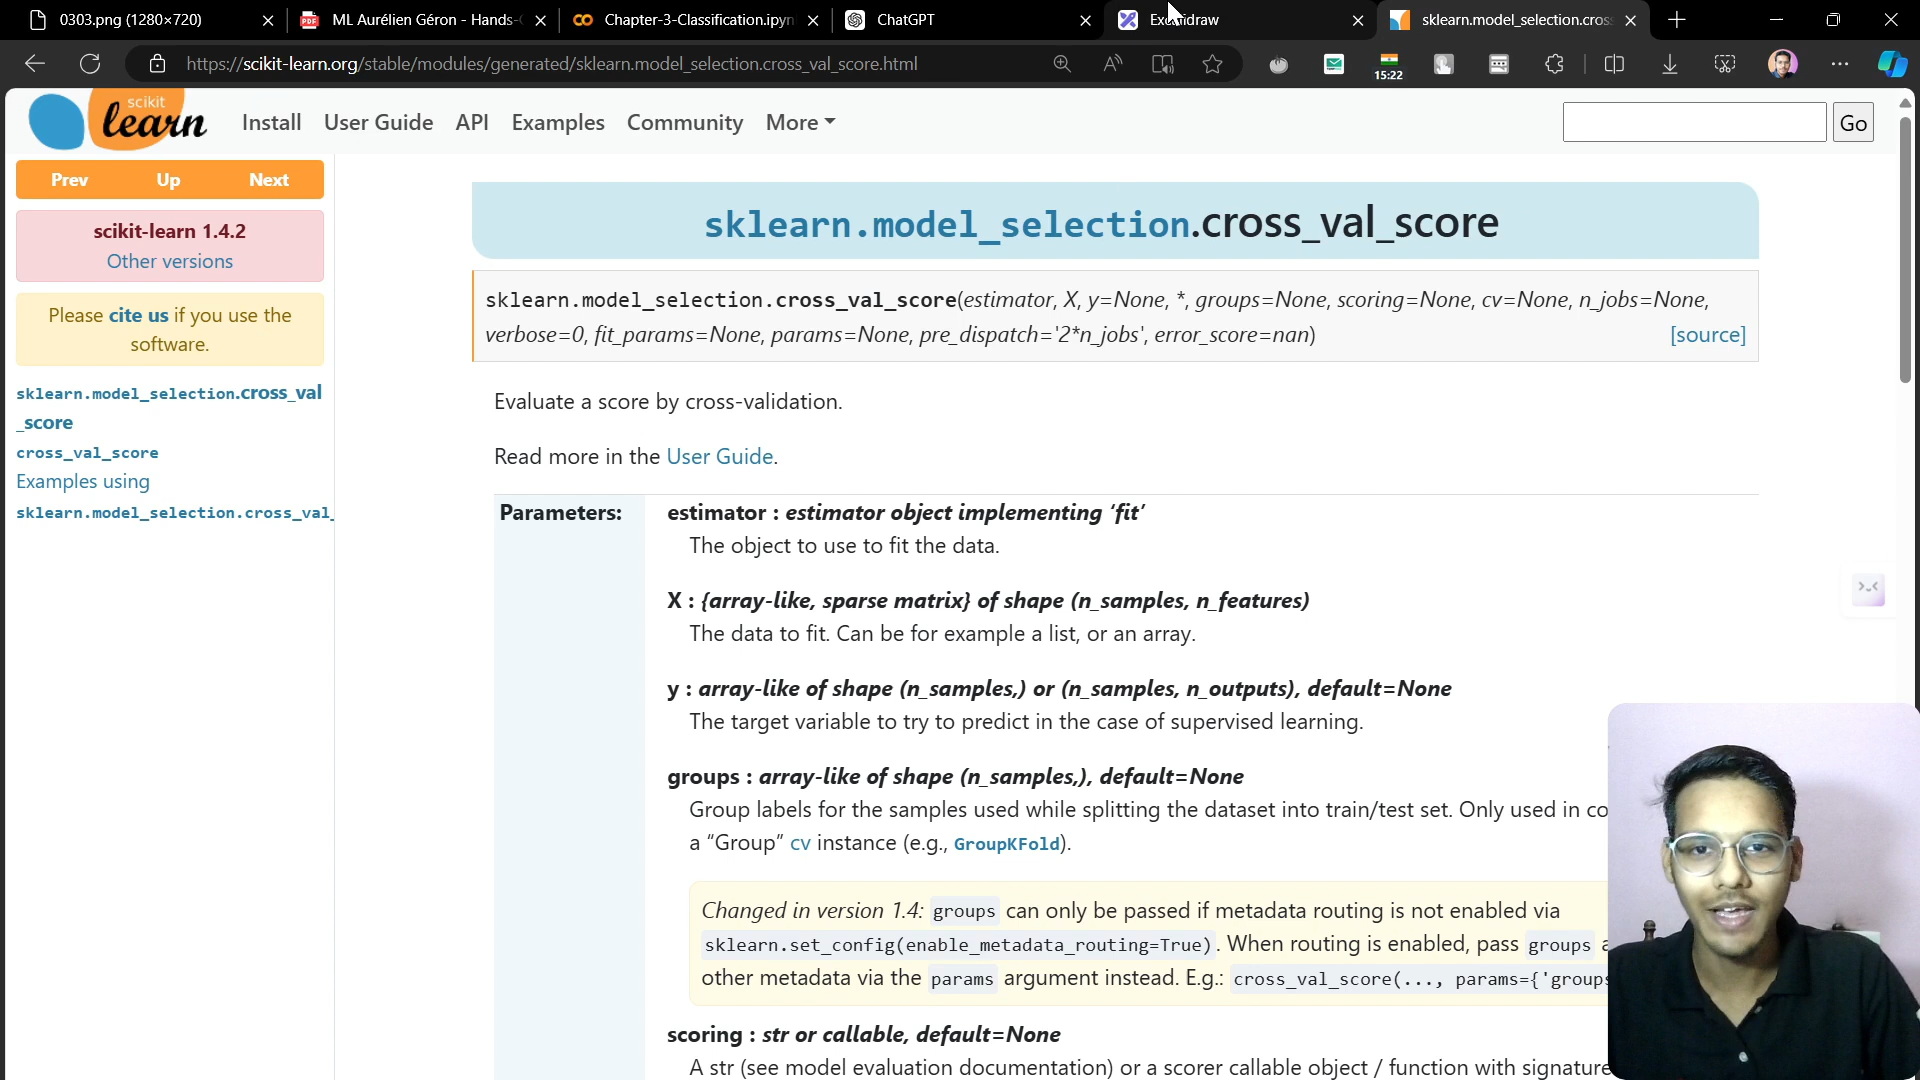 0303.png (1280×720)
ML Aurélien Géron - Hands-
Chapter-3-Classification.ipyn
ChatGPT
sklearn.model_selection.cros
https://scikit-learn.org/stable/modules/generated/sklearn.model_selection.cross_val_score.html
15:22
scikit
learn
Install
User Guide
API
Examples
Community
More
Go
Prev
Up
Next
scikit-learn 1.4.2
Other versions
Please cite us if you use the
software.
sklearn.model_selection.cross_val
_score
cross_val_score
Examples using
sklearn.model_selection.cross_val_
sklearn.model_selection.cross_val_score
sklearn.model_selection.cross_val_score(estimator, X, y=None, *, groups=None, scoring=None, cv=None, n_jobs=None,
verbose=0, fit_params=None, params=None, pre_dispatch='2*n_jobs', error_score=nan)
[source]
Evaluate a score by cross-validation.
Read more in the User Guide.
Parameters:
estimator : estimator object implementing ‘fit’
The object to use to fit the data.
X : {array-like, sparse matrix} of shape (n_samples, n_features)
The data to fit. Can be for example a list, or an array.
y : array-like of shape (n_samples,) or (n_samples, n_outputs), default=None
The target variable to try to predict in the case of supervised learning.
groups : array-like of shape (n_samples,), default=None
Group labels for the samples used while splitting the dataset into train/test set. Only used in co
a “Group” cv instance (e.g., GroupKFold).
Changed in version 1.4: groups can only be passed if metadata routing is not enabled via
sklearn.set_config(enable_metadata_routing=True). When routing is enabled, pass groups a
other metadata via the params argument instead. E.g.: cross_val_score(..., params={'groups
scoring : str or callable, default=None
A str (see model evaluation documentation) or a scorer callable object / function with signature